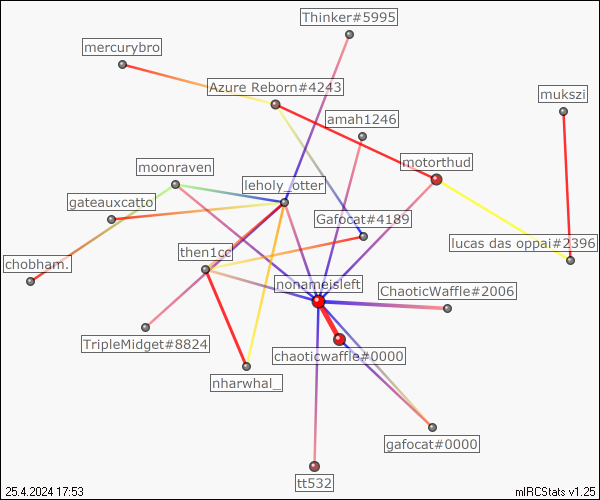 Thinker#5995
mercurybro
Azure Reborn#4243
mukszi
amah1246
motorthud
moonraven
leholy_otter
gateauxcatto
Gafocat#4189
lucas das oppai#2396
then1cc
chobham.
nonameisleft
ChaoticWaffle#2006
TripleMidget#8824
chaoticwaffle#0000
nharwhal_
gafocat#0000
tt532
25.4.2024 17:53
mIRCStats v1.25